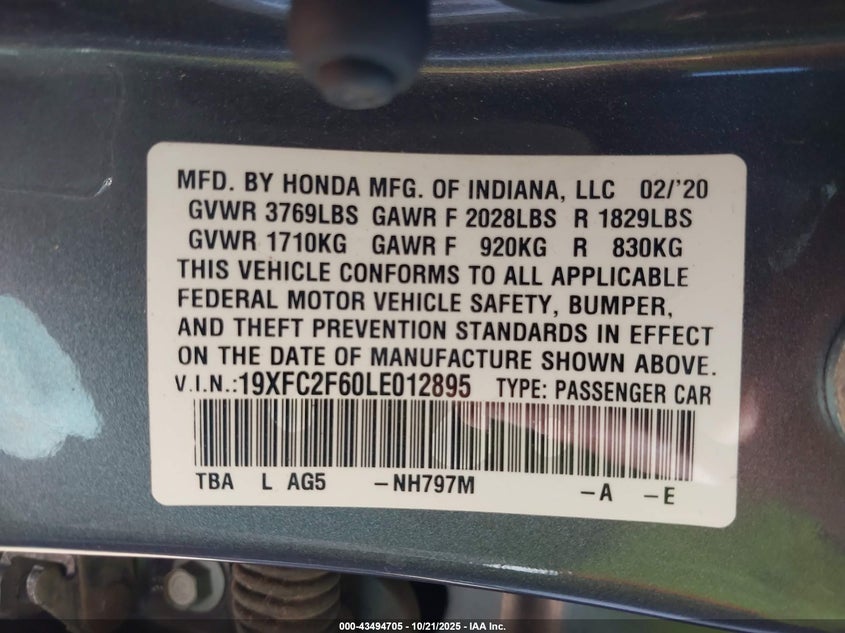 MFD. BY HONDA MFG. OF INDIANA, LLC 02/'20
GVWR 3769LBS GAWR F 2028LBS R 1829LBS
GVWR 1710KG GAWR F 920KG R 830KG
THIS VEHICLE CONFORMS TO ALL APPLICABLE
FEDERAL MOTOR VEHICLE SAFETY, BUMPER,
AND THEFT PREVENTION STANDARDS IN EFFECT
ON THE DATE OF MANUFACTURE SHOWN ABOVE.
V.I.N.:19XFC2F60LE012895 TYPE: PASSENGER CAR
TBA L AG5 -NH797M -A -E
000-43494705 - 10/21/2025 - IAA Inc.